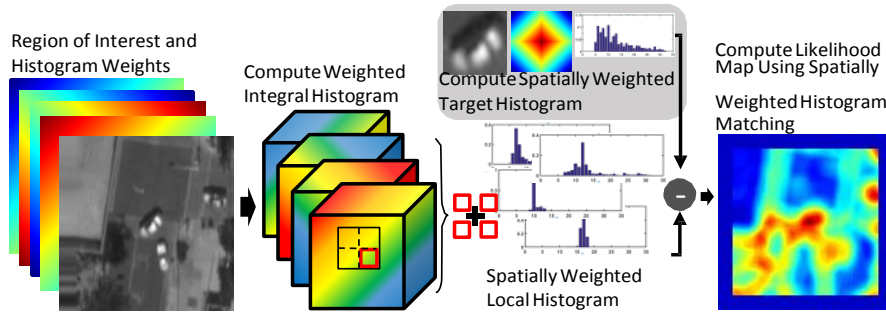 Region of Interest and
Histogram Weights
Compute Weighted
Integral Histogram
Compute Spatially Weighted
Target Histogram
Spatially Weighted
Local Histogram
-
Compute Likelihood
Map Using Spatially
Weighted Histogram
Matching